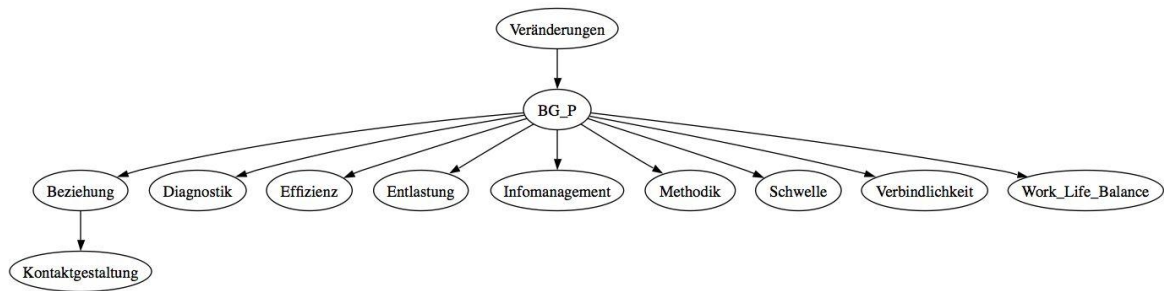 Veränderungen
BG_P
Beziehung Diagnostik Effizienz Entlastung Infomanagement Methodik Schwelle Verbindlichkeit Work_Life_Balance
Kontaktgestaltung